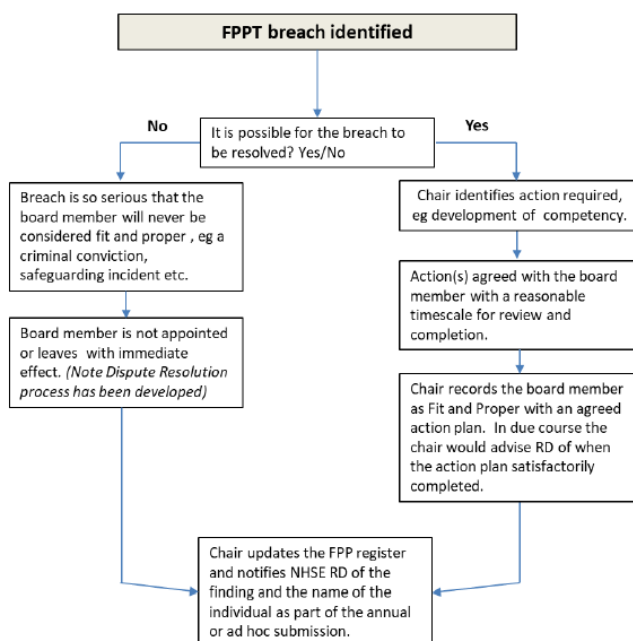 FPPT breach identified
No
It is possible for the breach to
be resolved? Yes/No
Yes
Breach is so serious that the
board member will never be
considered fit and proper , eg a
criminal conviction,
safeguarding incident etc.
Board member is not appointed
or leaves with immediate
effect. (Note Dispute Resolution
process has been developed)
Chair identifies action required,
eg development of competency.
Action(s) agreed with the board
member with a reasonable
timescale for review and
completion.
Chair records the board member
as Fit and Proper with an agreed
action plan. In due course the
chair would advise RD of when
the action plan satisfactorily
completed.
Chair updates the FPP register
and notifies NHSE RD of the
finding and the name of the
individual as part of the annual
or ad hoc submission.